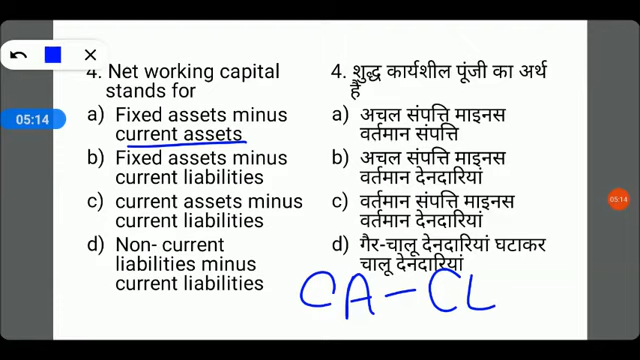 4. Net working capital
stands for
a) Fixed assets minus
current assets
b) Fixed assets minus
current liabilities
c) current assets minus
current liabilities
d) Non- current
liabilities minus
current liabilities
4. शुद्ध कार्यशील पूंजी का अर्थ
है
a) अचल संपत्ति माइनस
वर्तमान संपत्ति
b) अचल संपत्ति माइनस
वर्तमान देनदारियां
c) वर्तमान संपत्ति माइनस
वर्तमान देनदारियां
d) गैर-चालू देनदारियां घटाकर
चालू देनदारियां
CA-CL
05:14
05:14